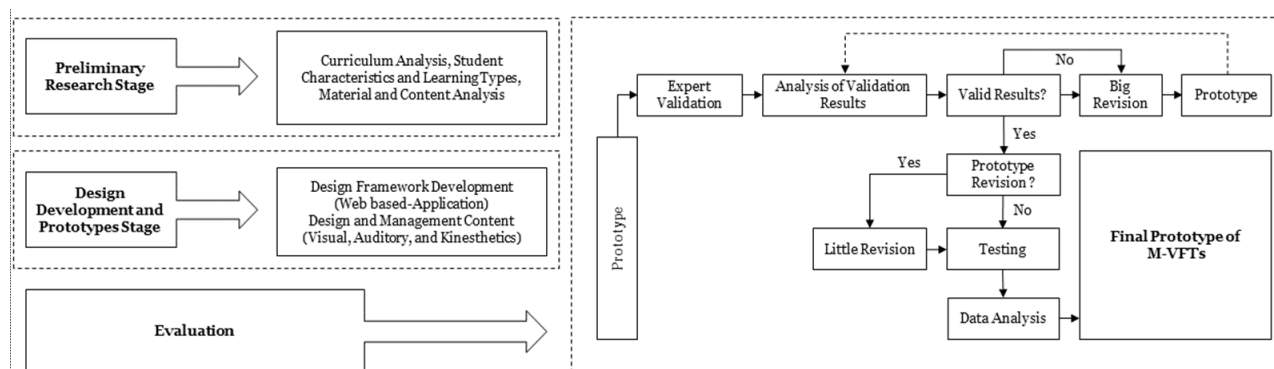 Preliminary
Research Stage
Curriculum Analysis, Student
Characteristics and Learning Types,
Material and Content Analysis
Design
Development and
Prototypes Stage
Design Framework Development
(Web based-Application)
Design and Management Content
(Visual, Auditory, and Kinesthetics)
Evaluation
Prototype
Expert
Validation
Analysis of Validation
Results
Valid Results?
No
Big
Revision
Prototype
Yes
Prototype
Revision ?
Yes
No
Little Revision
Testing
Data Analysis
Final Prototype of
M-VFTs